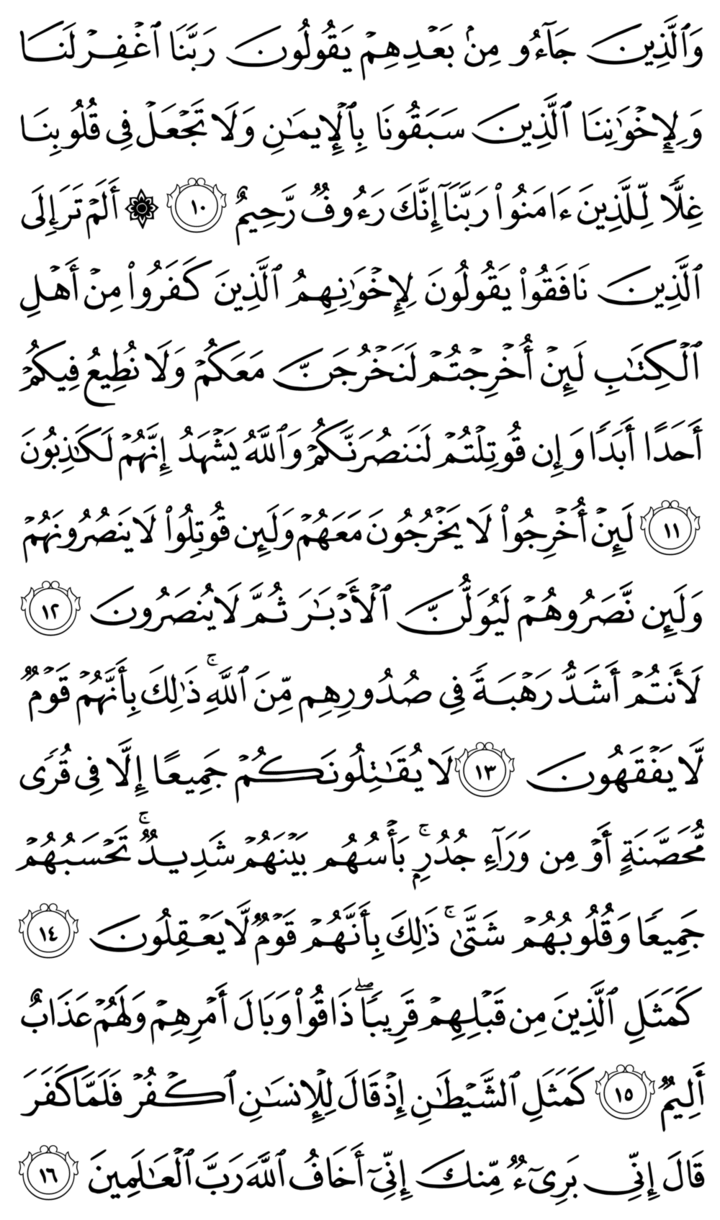 وَٱلَّذِينَ جَآءُو مِنۢ بَعْدِهِمْ يَقُولُونَ رَبَّنَا ٱغْفِرْ لَنَا
وَلِإِخْوَٰنِنَا ٱلَّذِينَ سَبَقُونَا بِٱلْإِيمَٰنِ وَلَا تَجْعَلْ فِى قُلُوبِنَا
غِلًّا لِّلَّذِينَ ءَامَنُوا۟ رَبَّنَآ إِنَّكَ رَءُوفٌ رَّحِيمٌ ١٠ ۞ أَلَمْ تَرَ إِلَى
ٱلَّذِينَ نَافَقُوا۟ يَقُولُونَ لِإِخْوَٰنِهِمُ ٱلَّذِينَ كَفَرُوا۟ مِنْ أَهْلِ
ٱلْكِتَٰبِ لَئِنْ أُخْرِجْتُمْ لَنَخْرُجَنَّ مَعَكُمْ وَلَا نُطِيعُ فِيكُمْ
أَحَدًا أَبَدًا وَإِن قُوتِلْتُمْ لَنَنصُرَنَّكُمْ وَٱللَّهُ يَشْهَدُ إِنَّهُمْ لَكَٰذِبُونَ
١١ لَئِنْ أُخْرِجُوا۟ لَا يَخْرُجُونَ مَعَهُمْ وَلَئِن قُوتِلُوا۟ لَا يَنصُرُونَهُمْ
وَلَئِن نَّصَرُوهُمْ لَيُوَلُّنَّ ٱلْأَدْبَٰرَ ثُمَّ لَا يُنصَرُونَ ١٢
لَأَنتُمْ أَشَدُّ رَهْبَةً فِى صُدُورِهِم مِّنَ ٱللَّهِ ۚ ذَٰلِكَ بِأَنَّهُمْ قَوْمٌ
لَّا يَفْقَهُونَ ١٣ لَا يُقَٰتِلُونَكُمْ جَمِيعًا إِلَّا فِى قُرًى
مُّحَصَّنَةٍ أَوْ مِن وَرَآءِ جُدُرٍۭ ۚ بَأْسُهُم بَيْنَهُمْ شَدِيدٌ ۚ تَحْسَبُهُمْ
جَمِيعًا وَقُلُوبُهُمْ شَتَّىٰ ۚ ذَٰلِكَ بِأَنَّهُمْ قَوْمٌ لَّا يَعْقِلُونَ ١٤
كَمَثَلِ ٱلَّذِينَ مِن قَبْلِهِمْ قَرِيبًا ۖ ذَاقُوا۟ وَبَالَ أَمْرِهِمْ وَلَهُمْ عَذَابٌ
أَلِيمٌ ١٥ كَمَثَلِ ٱلشَّيْطَٰنِ إِذْ قَالَ لِلْإِنسَٰنِ ٱكْفُرْ فَلَمَّا كَفَرَ
قَالَ إِنِّى بَرِىٓءٌ مِّنكَ إِنِّىٓ أَخَافُ ٱللَّهَ رَبَّ ٱلْعَٰلَمِينَ ١٦